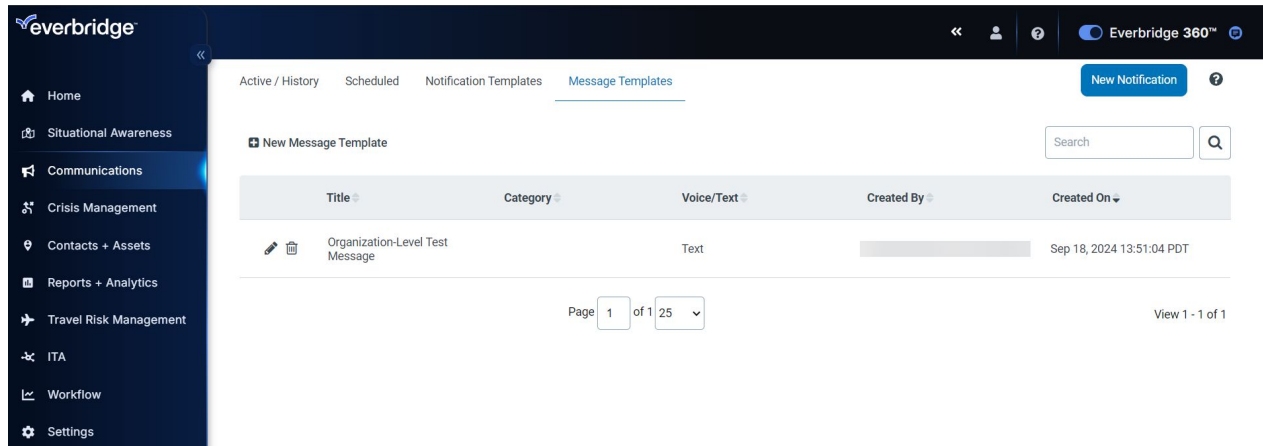 everbridge™
Everbridge 360™
Home
Situational Awareness
Communications
Crisis Management
Contacts + Assets
Reports + Analytics
Travel Risk Management
ITA
Workflow
Settings
Active / History Scheduled Notification Templates Message Templates New Notification
New Message Template Search
Title Category Voice/Text Created By Created On
Organization-Level Test
Message Text Sep 18, 2024 13:51:04 PDT
Page 1 of 1 25 View 1 - 1 of 1